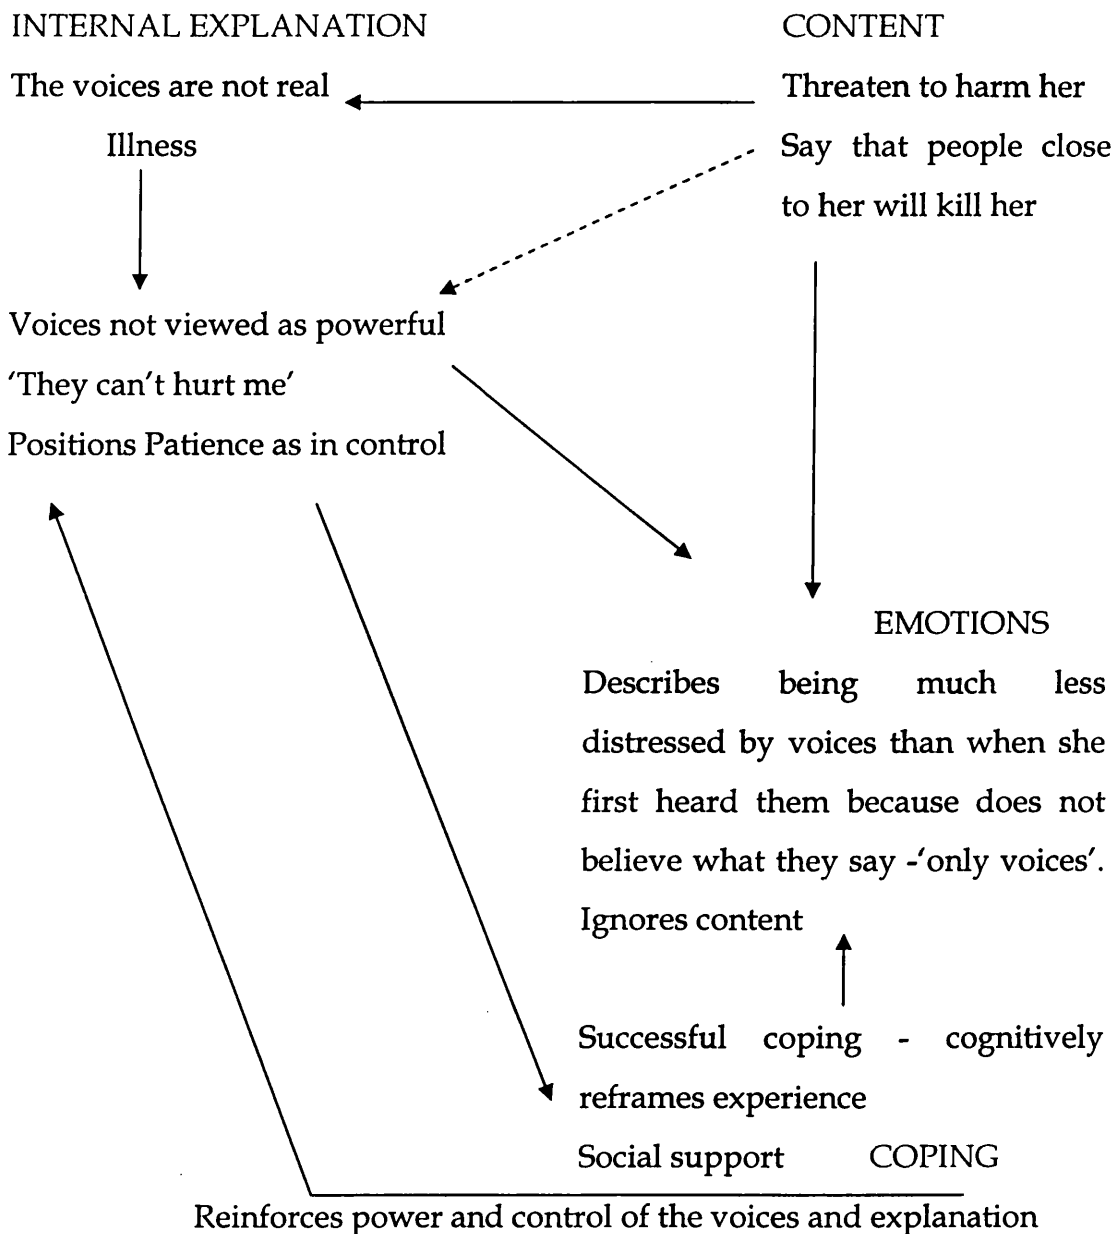 INTERNAL EXPLANATION
The voices are not real
Illness
CONTENT
Threaten to harm her
Say that people close
to her will kill her
Voices not viewed as powerful
'They can't hurt me'
Positions Patience as in control
EMOTIONS
Describes being much less
distressed by voices than when she
first heard them because does not
believe what they say -'only voices'.
Ignores content
Successful coping - cognitively
reframes experience
Social support COPING
Reinforces power and control of the voices and explanation